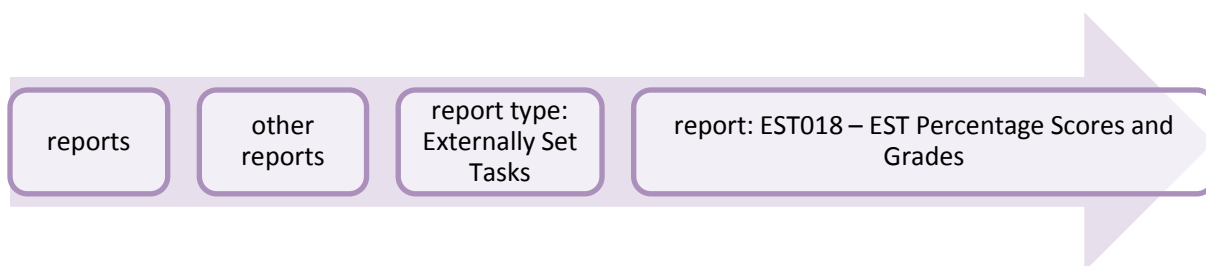 reports
other
reports
report type:
Externally Set
Tasks
report: EST018 – EST Percentage Scores and
Grades